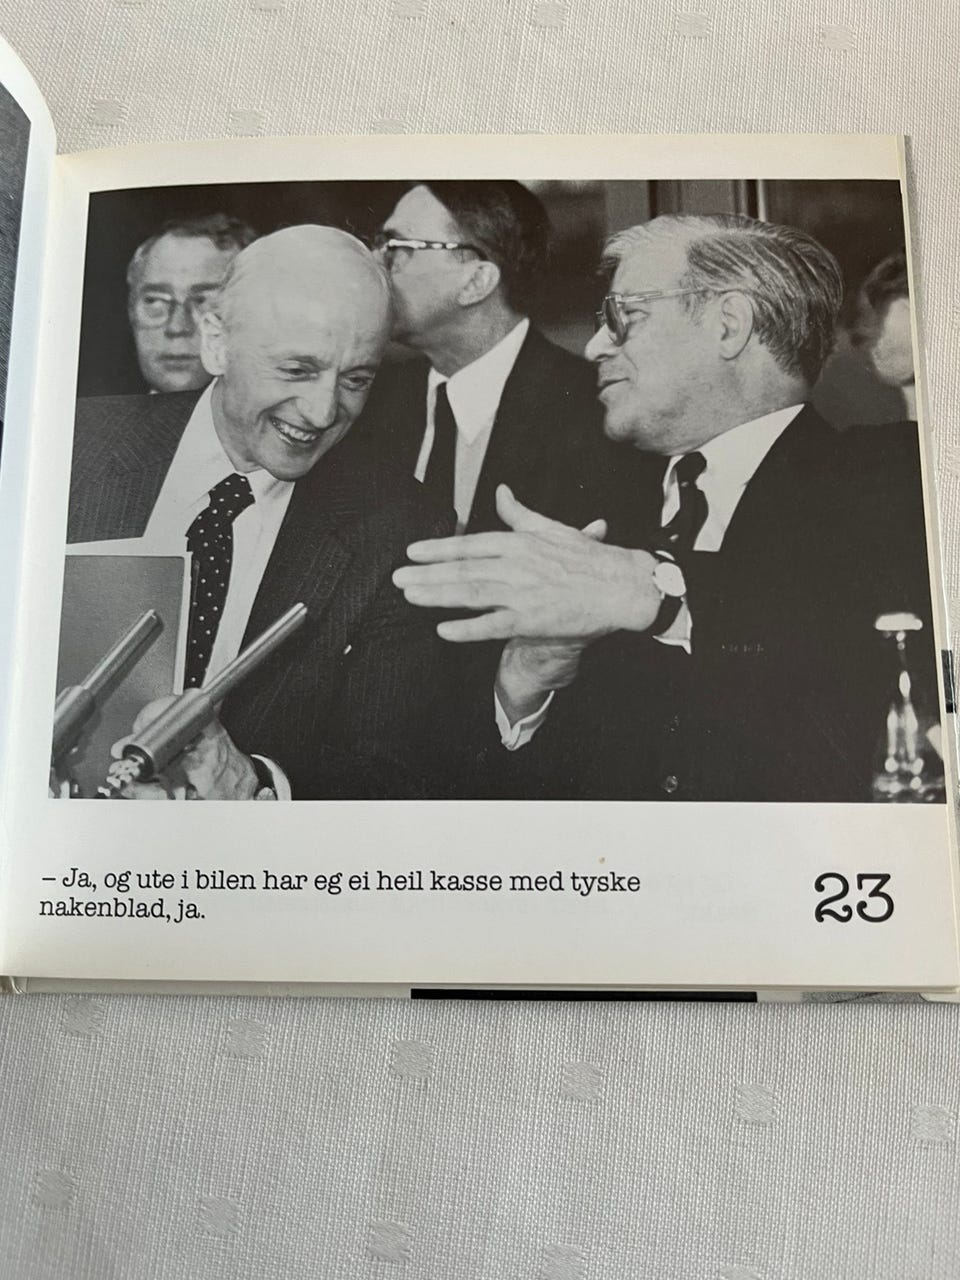 – Ja, og ute i bilen har eg ei heil kasse med tyske
nakenblad, ja.
23